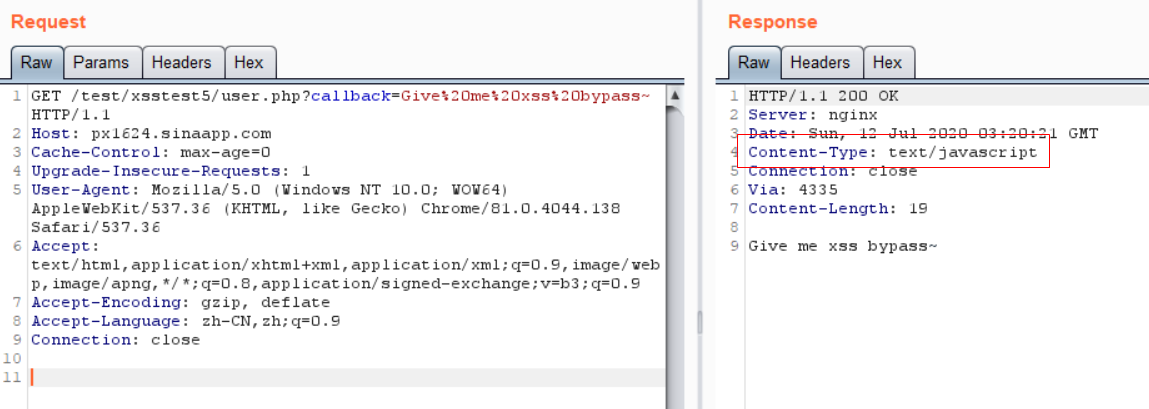 Request
Raw Params Headers Hex
1 GET /test/xsstest5/user.php?callback=Give%20me%20xss%20bypass~
HTTP/1.1
2 Host: px1624.sinaapp.com
3 Cache-Control: max-age=0
4 Upgrade-Insecure-Requests: 1
5 User-Agent: Mozilla/5.0 (Windows NT 10.0; WOW64)
AppleWebKit/537.36 (KHTML, like Gecko) Chrome/81.0.4044.138
Safari/537.36
6 Accept:
text/html,application/xhtml+xml,application/xml;q=0.9,image/web
p,image/apng,*/*;q=0.8,application/signed-exchange;v=b3;q=0.9
7 Accept-Encoding: gzip, deflate
8 Accept-Language: zh-CN,zh;q=0.9
9 Connection: close
10
11
Response
Raw Headers Hex
1 HTTP/1.1 200 OK
2 Server: nginx
3 Date: Sun, 12 Jul 2020 03:20:21 GMT
4 Content-Type: text/javascript
5 Connection: close
6 Via: 4335
7 Content-Length: 19
8
9 Give me xss bypass~